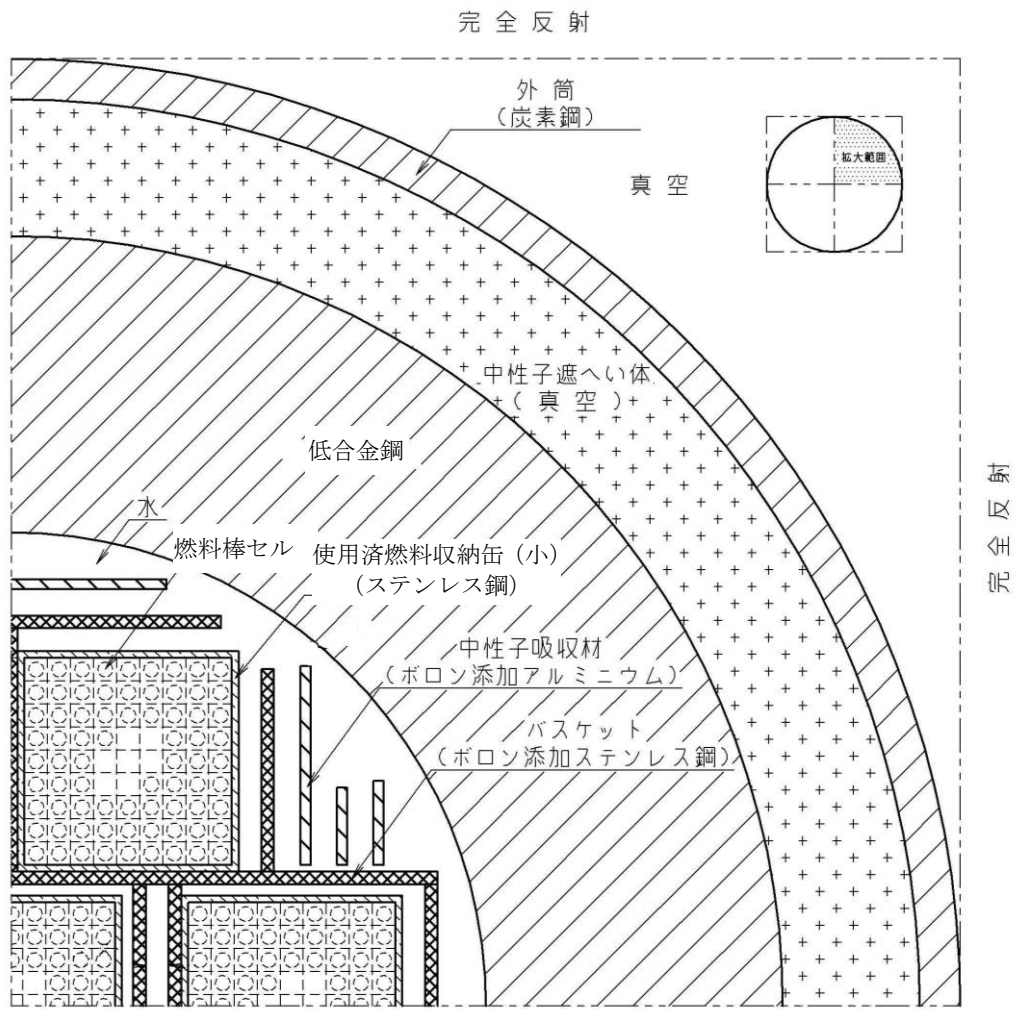 完全反射
外筒
(炭素鋼)
拡大範囲
真空
中性子遮へい体
(真空)
低合金鋼
完全反射
水
燃料棒セル
使用済燃料収納缶（小）
(ステンレス鋼)
中性子吸収材
(ボロン添加アルミニウム)
バスケット
(ボロン添加ステンレス鋼)